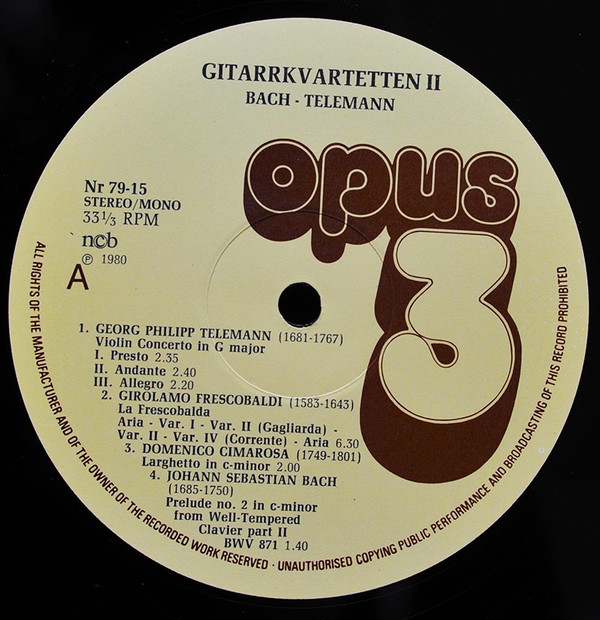 GITARRKVARTETTEN II
BACH - TELEMANN
opus
3
Nr 79-15
STEREO/MONO
33 1/3 RPM
n©b
℗ 1980
A
1. GEORG PHILIPP TELEMANN (1681-1767)
Violin Concerto in G major
I. Presto 2.35
II. Andante 2.40
III. Allegro 2.20
2. GIROLAMO FRESCOBALDI (1583-1643)
La Frescobalda
Aria - Var. I - Var. II (Gagliarda) -
Var. II - Var. IV (Corrente) - Aria 6.30
3. DOMENICO CIMAROSA (1749-1801)
Larghetto in c-minor 2.00
4. JOHANN SEBASTIAN BACH
(1685-1750)
Prelude no. 2 in c-minor
from Well-Tempered
Clavier part II
BWV 871 1.40
ALL RIGHTS OF THE MANUFACTURER AND OF THE OWNER OF THE RECORDED WORK RESERVED · UNAUTHORISED COPYING PUBLIC PERFORMANCE AND BROADCASTING OF THIS RECORD PROHIBITED